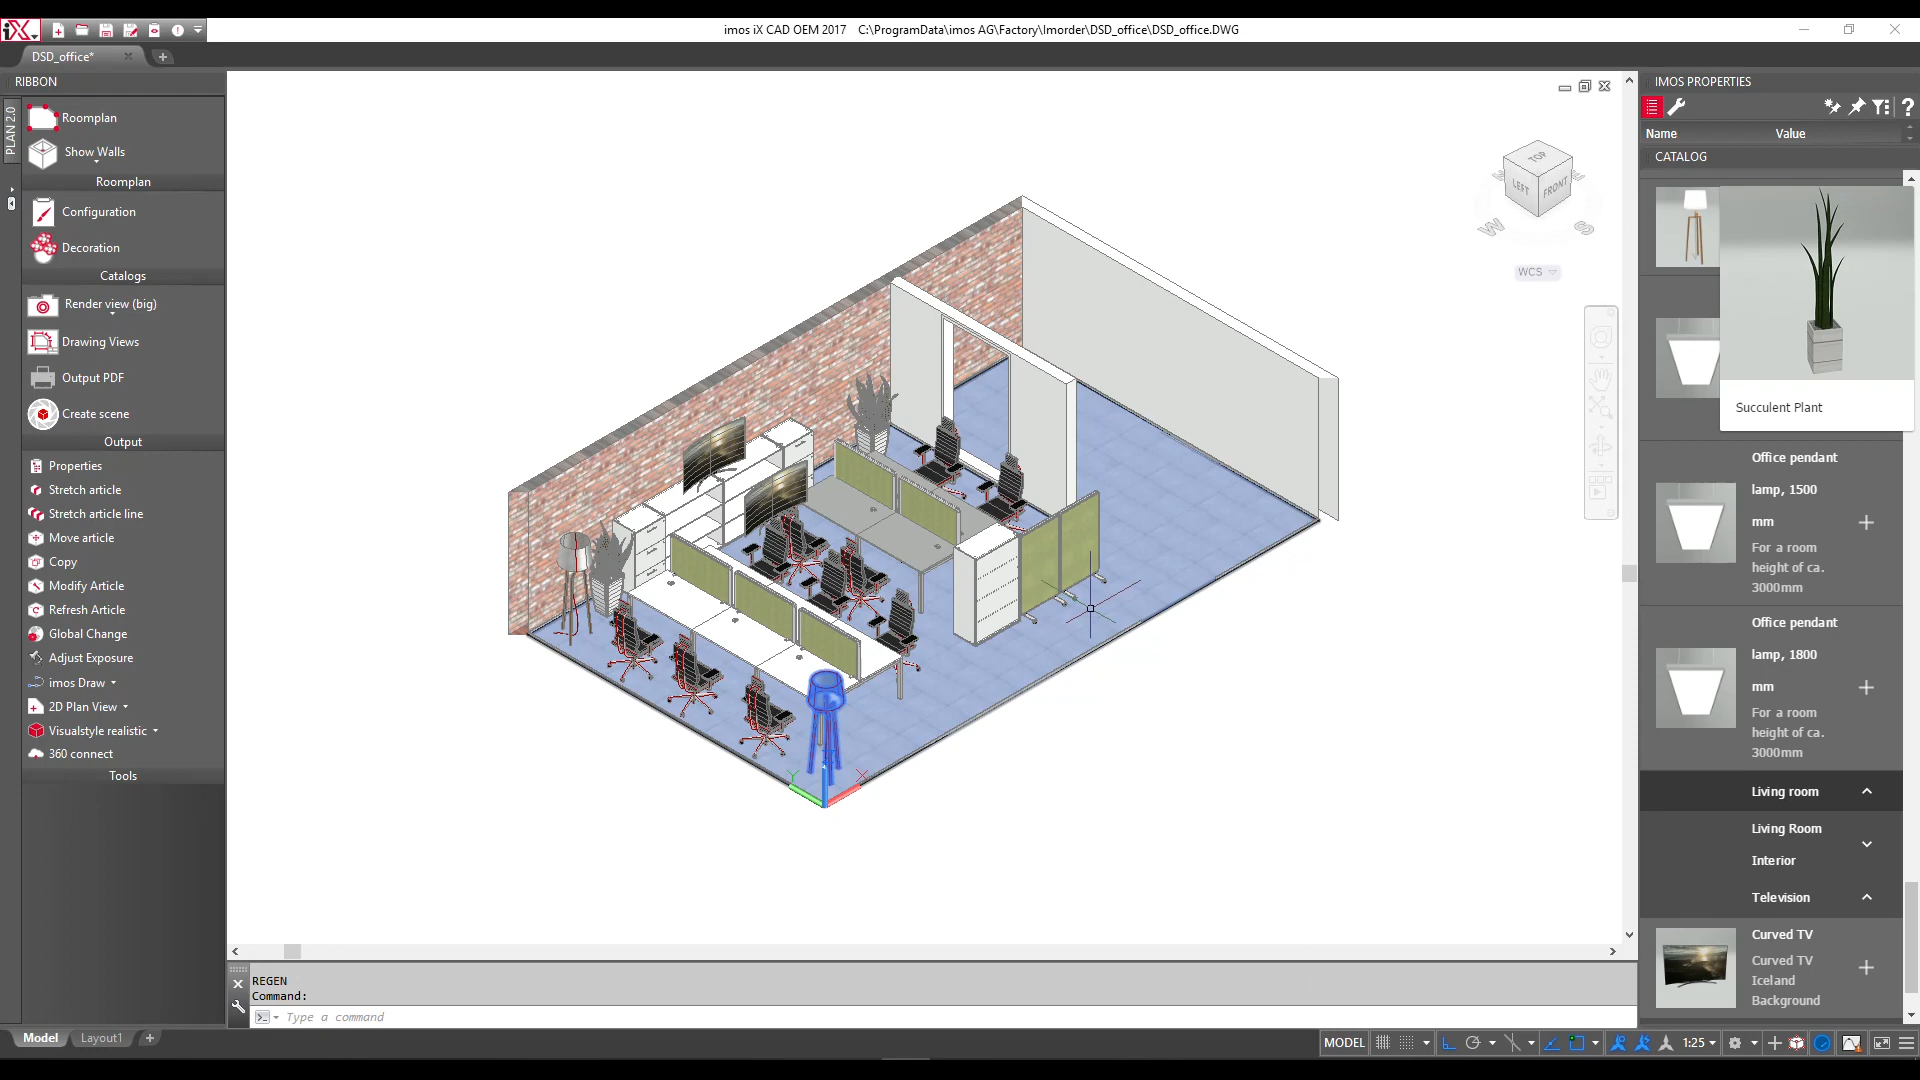 iX
imos iX CAD OEM 2017 C:\ProgramData\imos AG\Factory\Imorder\DSD_office\DSD_office.DWG
DSD_office*
RIBBON
PLAN 2.0
Roomplan
Show Walls
Roomplan
Configuration
Decoration
Catalogs
Render view (big)
Drawing Views
Output PDF
Create scene
Output
Properties
Stretch article
Stretch article line
Move article
Copy
Modify Article
Refresh Article
Global Change
Adjust Exposure
imos Draw
2D Plan View
Visualstyle realistic
360 connect
Tools
TOP
LEFT
FRONT
W
S
WCS
Y
X
IMOS PROPERTIES
?
Name
Value
CATALOG
Succulent Plant
Office pendant
lamp, 1500
mm
For a room
height of ca.
3000mm
Office pendant
lamp, 1800
mm
For a room
height of ca.
3000mm
Living room
Living Room
Interior
Television
Curved TV
Curved TV
Iceland
Background
REGEN
Command:
Type a command
Model
Layout1
MODEL
1:25